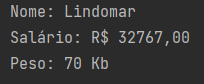 Nome: Lindomar
Salário: R$ 32767,00
Peso: 70 Kb